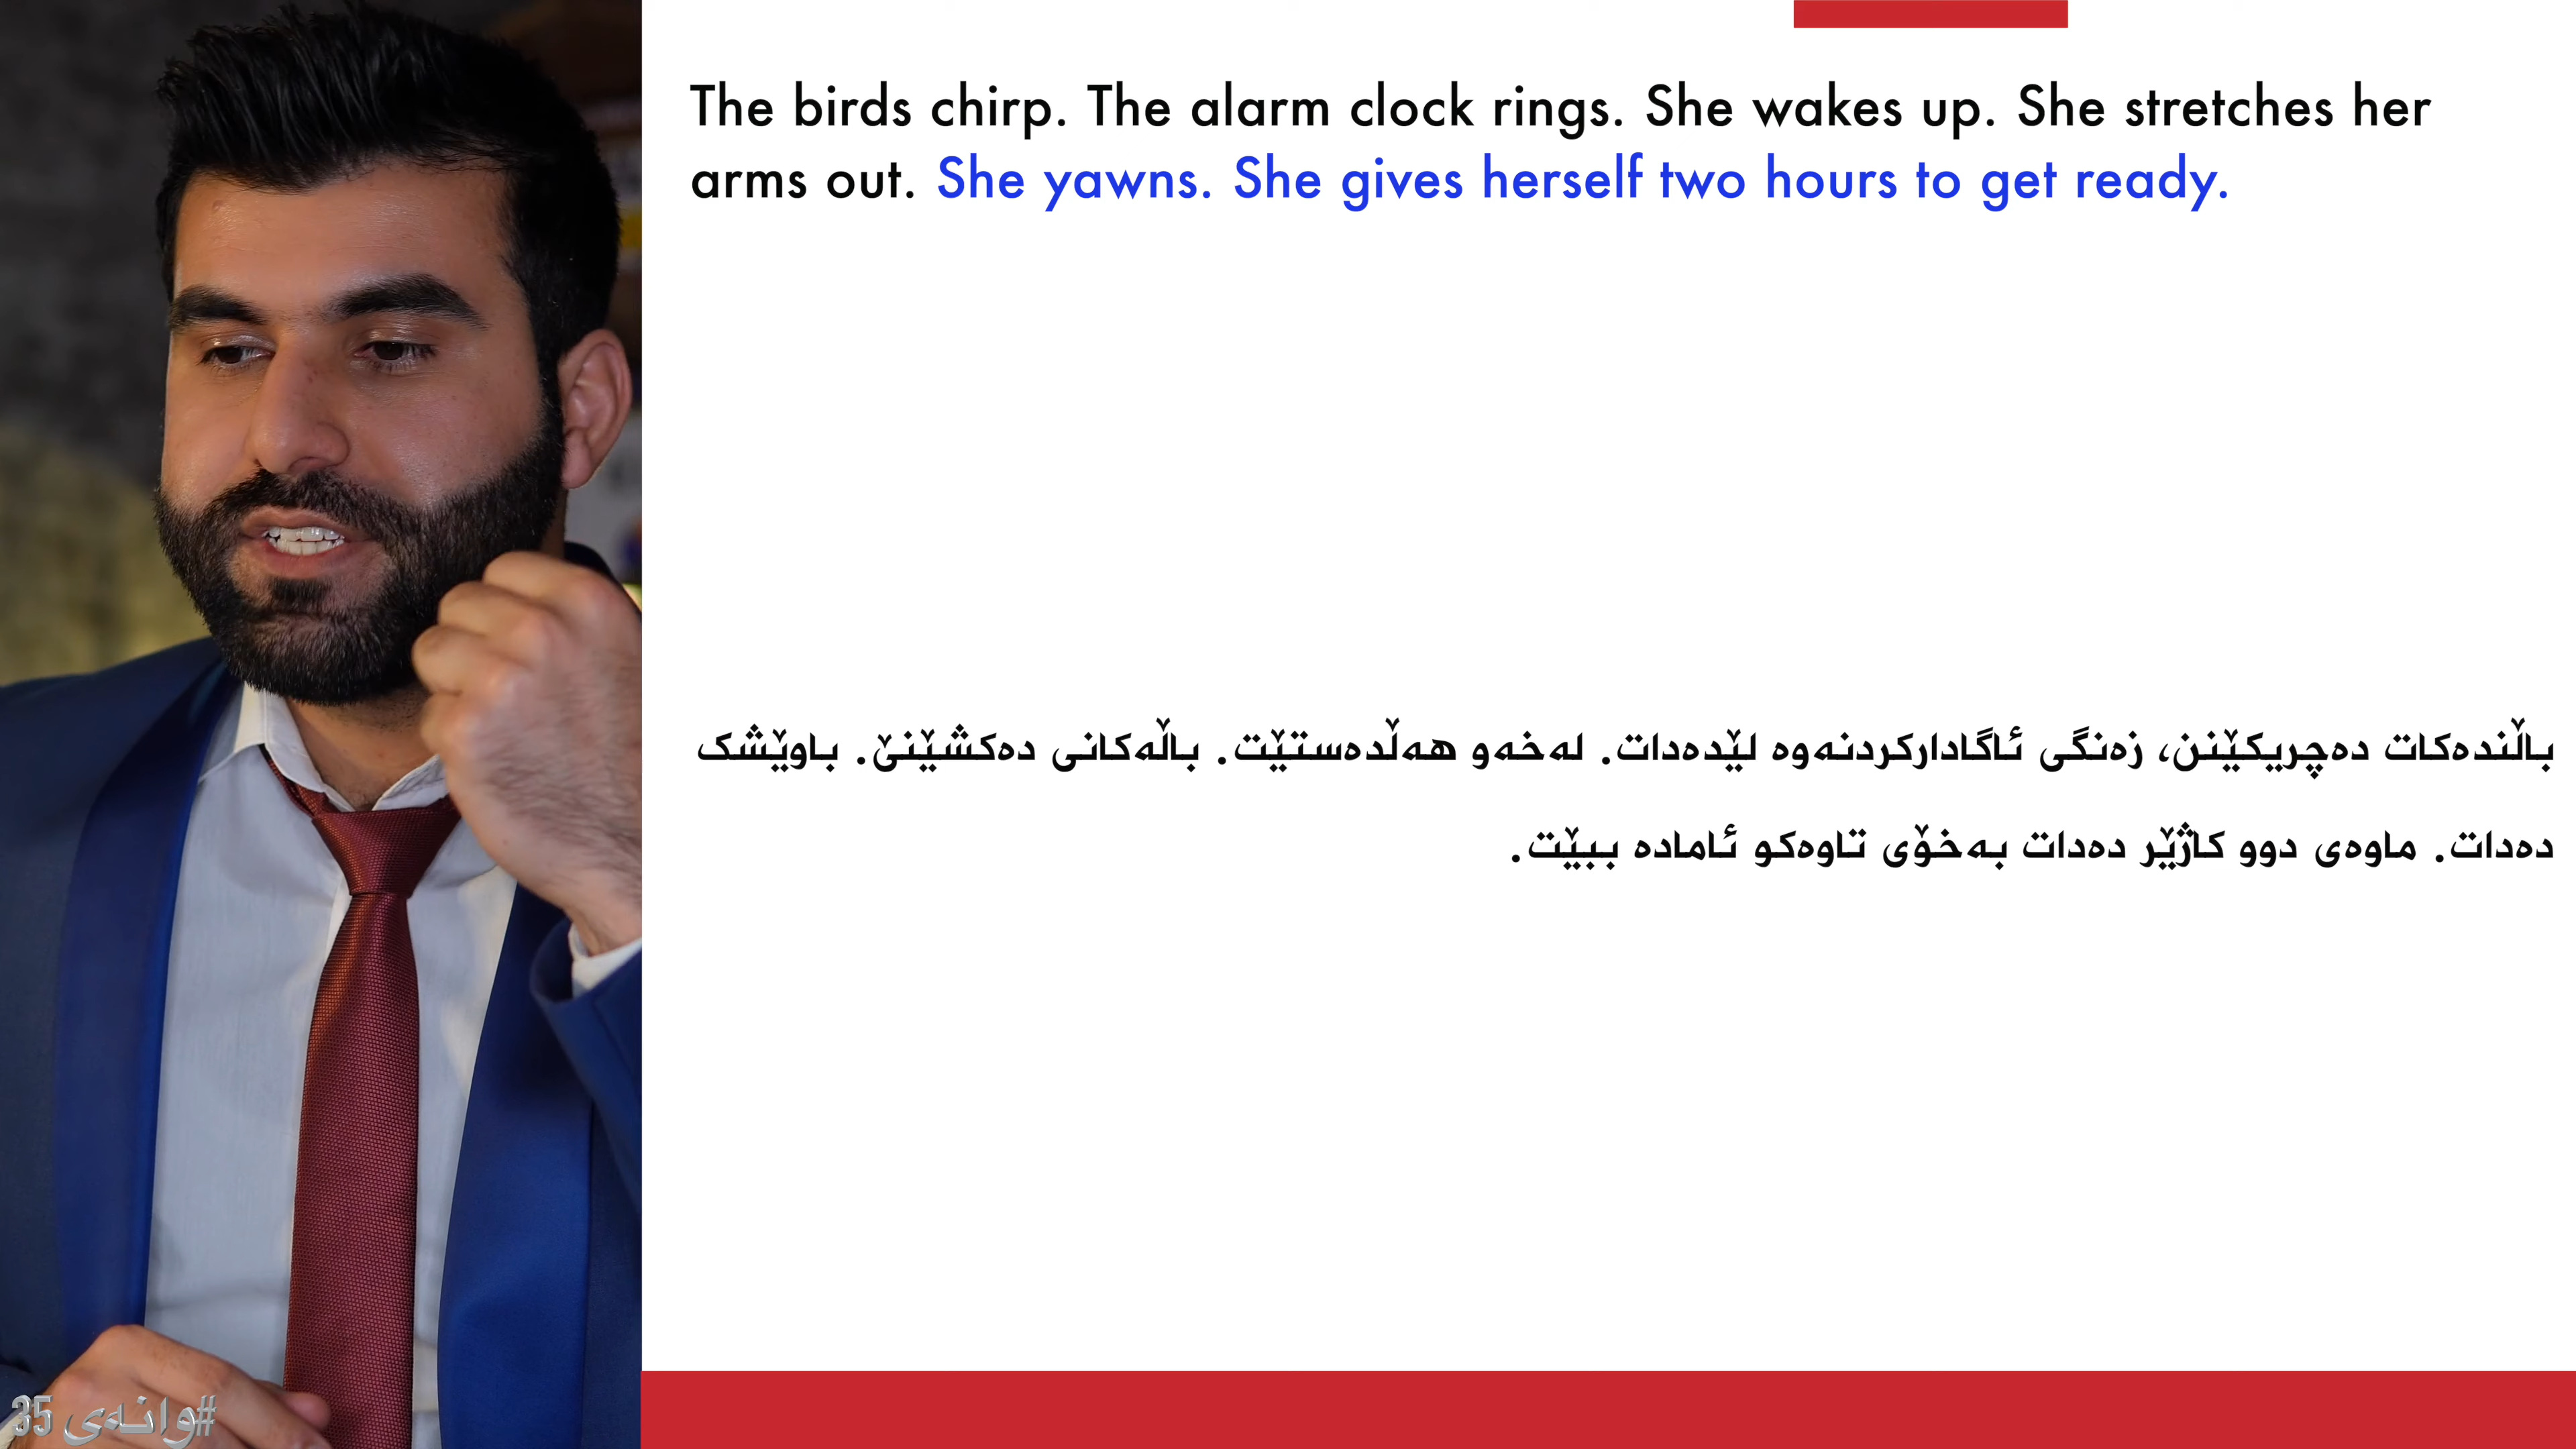 The birds chirp. The alarm clock rings. She wakes up. She stretches her
arms out. She yawns. She gives herself two hours to get ready.
باڵندەکات دەچریکێنن، زەنگی ئاگادارکردنەوە لێدەدات. لەخەو هەڵدەستێت. باڵەکانی دەکشێنێ. باوێشک
دەدات. ماوەی دوو کاژێر دەدات بەخۆی تاوەکو ئامادە ببێت.
#وانەی 35